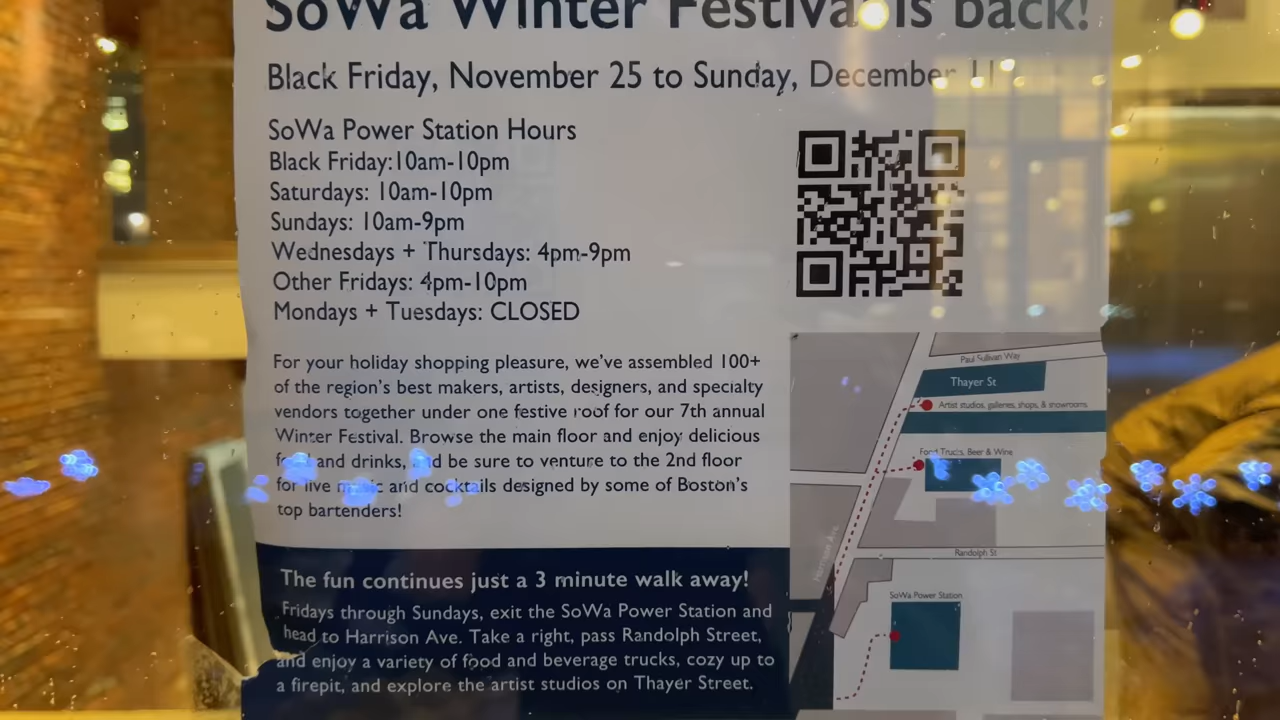 SoWa Winter Festival is back!
Black Friday, November 25 to Sunday, December 11
SoWa Power Station Hours
Black Friday:10am-10pm
Saturdays: 10am-10pm
Sundays: 10am-9pm
Wednesdays + Thursdays: 4pm-9pm
Other Fridays: 4pm-10pm
Mondays + Tuesdays: CLOSED
For your holiday shopping pleasure, we've assembled 100+
of the region's best makers, artists, designers, and specialty
vendors together under one festive roof for our 7th annual
Winter Festival. Browse the main floor and enjoy delicious
food and drinks, and be sure to venture to the 2nd floor
for live music and cocktails designed by some of Boston's
top bartenders!
The fun continues just a 3 minute walk away!
Fridays through Sundays, exit the SoWa Power Station and
head to Harrison Ave. Take a right, pass Randolph Street,
and enjoy a variety of food and beverage trucks, cozy up to
a firepit, and explore the artist studios on Thayer Street.
Paul Sullivan Way
Thayer St
Artist studios, galleries, shops, & showrooms
Food Trucks, Beer & Wine
Harrison Ave
Randolph St
SoWa Power Station